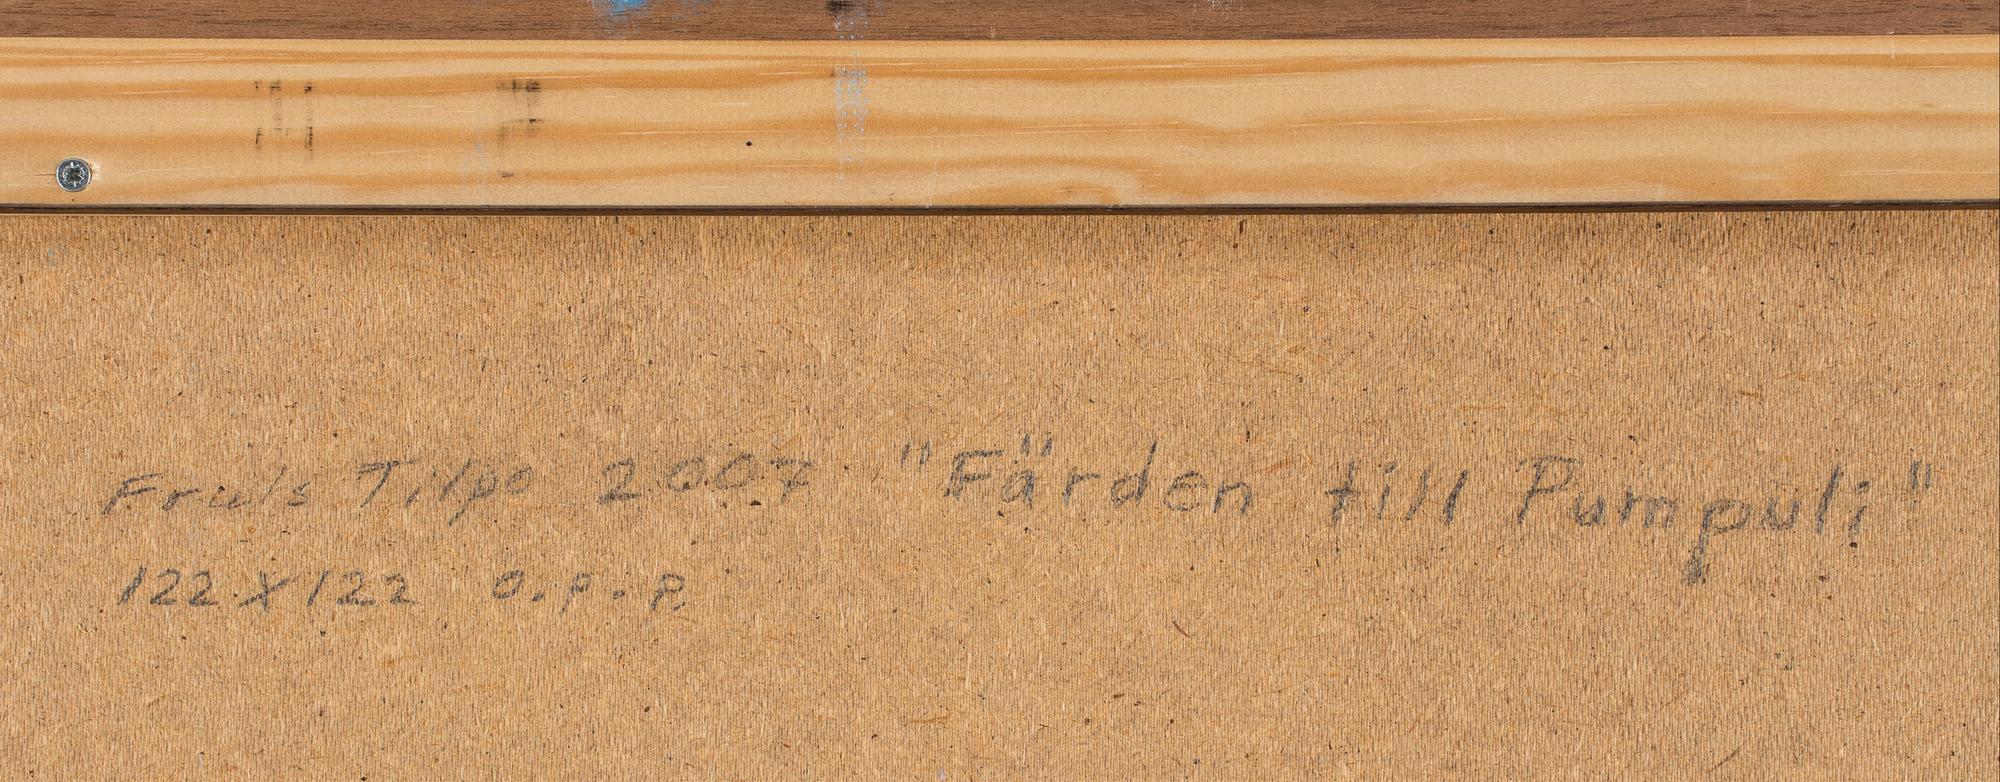 Fruls Tilpo 2007 "Färden till Pumpuli"
122 X 122 O.P.P.